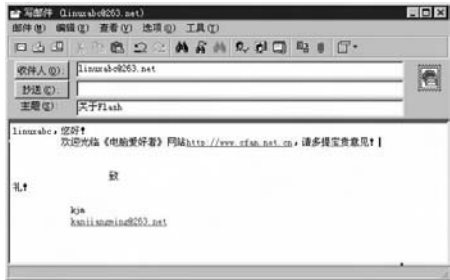 写邮件 (linuxabc@263.net)
邮件(M) 编辑(E) 查看(V) 选项(O) 工具(T)
收件人(O): linuxabc@263.net
抄送(C):
主题(S): 关于Flash
linuxabc，您好！
欢迎光临《电脑爱好者》网站http://www.cfan.net.cn，请多提宝贵意见！
致
礼！
kjm
kanjiangming@263.net